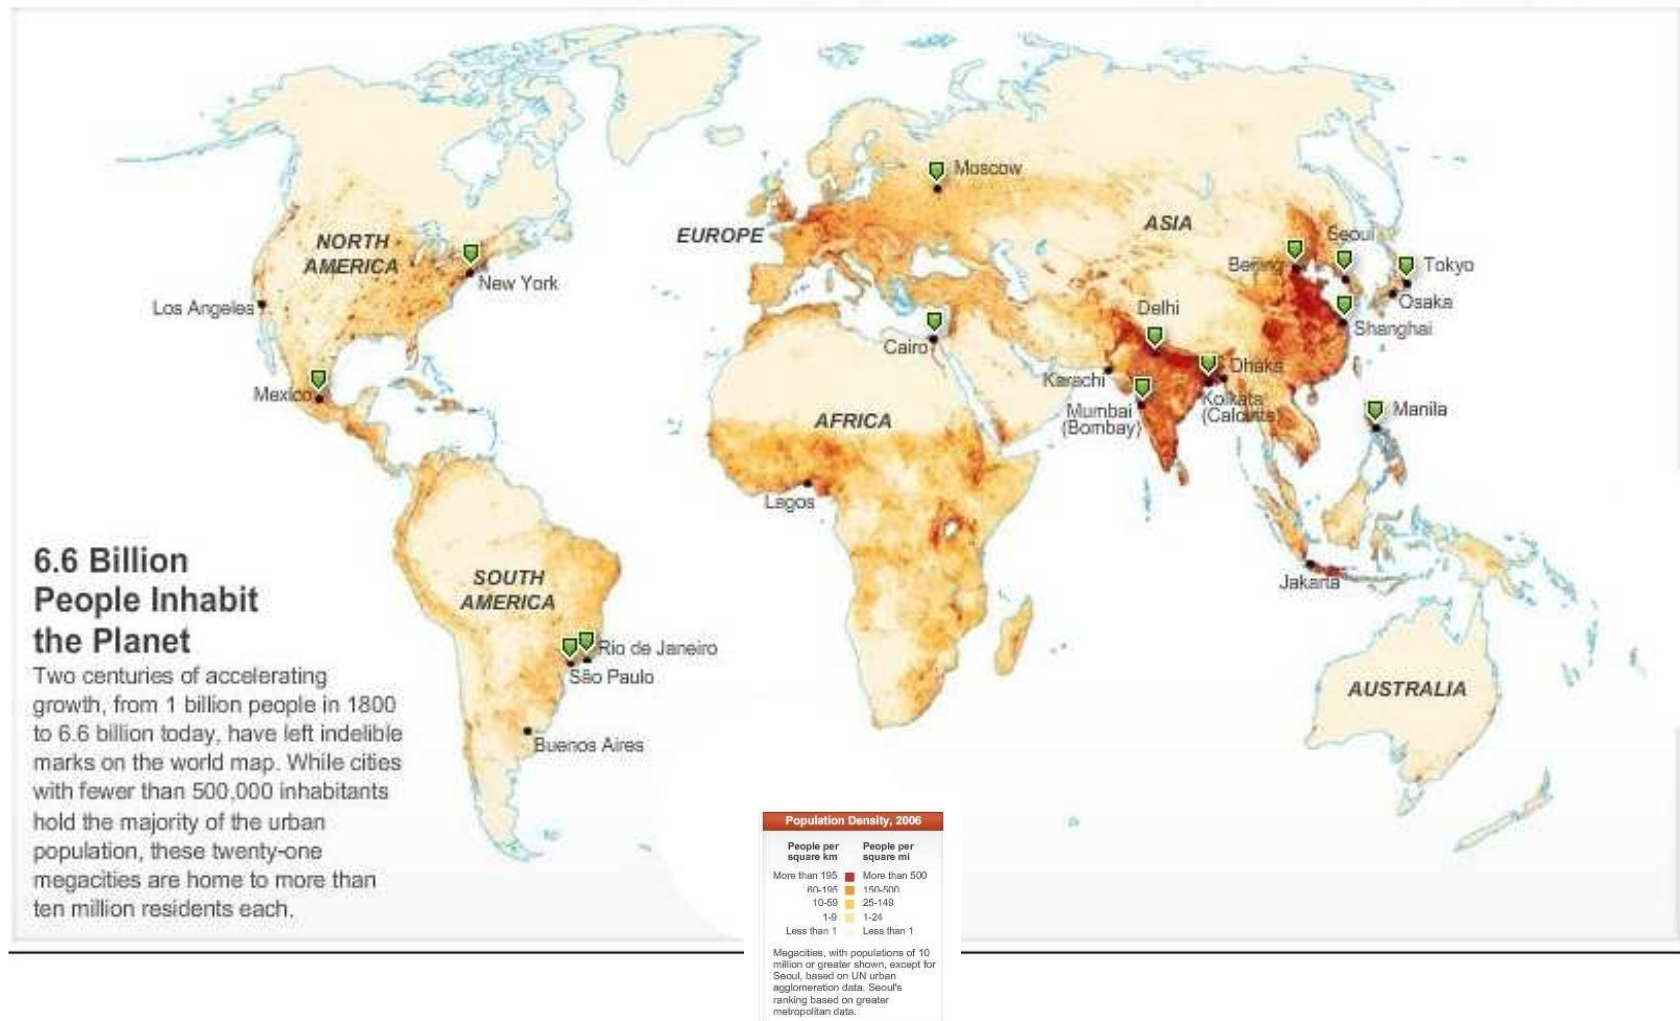 Moscow
EUROPE
ASIA
NORTH
AMERICA
Seoul
Beijing
Tokyo
New York
Osaka
Los Angeles
Delhi
Shanghai
Cairo
Dhaka
Karachi
Mexico
Kolkata
(Calcutta)
Mumbai
(Bombay)
AFRICA
Manila
Lagos
6.6 Billion
People Inhabit
the Planet
SOUTH
AMERICA
Jakarta
Rio de Janeiro
São Paulo
AUSTRALIA
Buenos Aires
Two centuries of accelerating
growth, from 1 billion people in 1800
to 6.6 billion today, have left indelible
marks on the world map. While cities
with fewer than 500,000 inhabitants
hold the majority of the urban
population, these twenty-one
megacities are home to more than
ten million residents each.
Population Density, 2006
People per square km People per square mi
More than 195 More than 500
60-195 150-500
10-59 25-149
1-9 1-24
Less than 1 Less than 1
Megacities, with populations of 10
million or greater shown, except for
Seoul, based on UN urban
agglomeration data. Seoul's
ranking based on greater
metropolitan data.